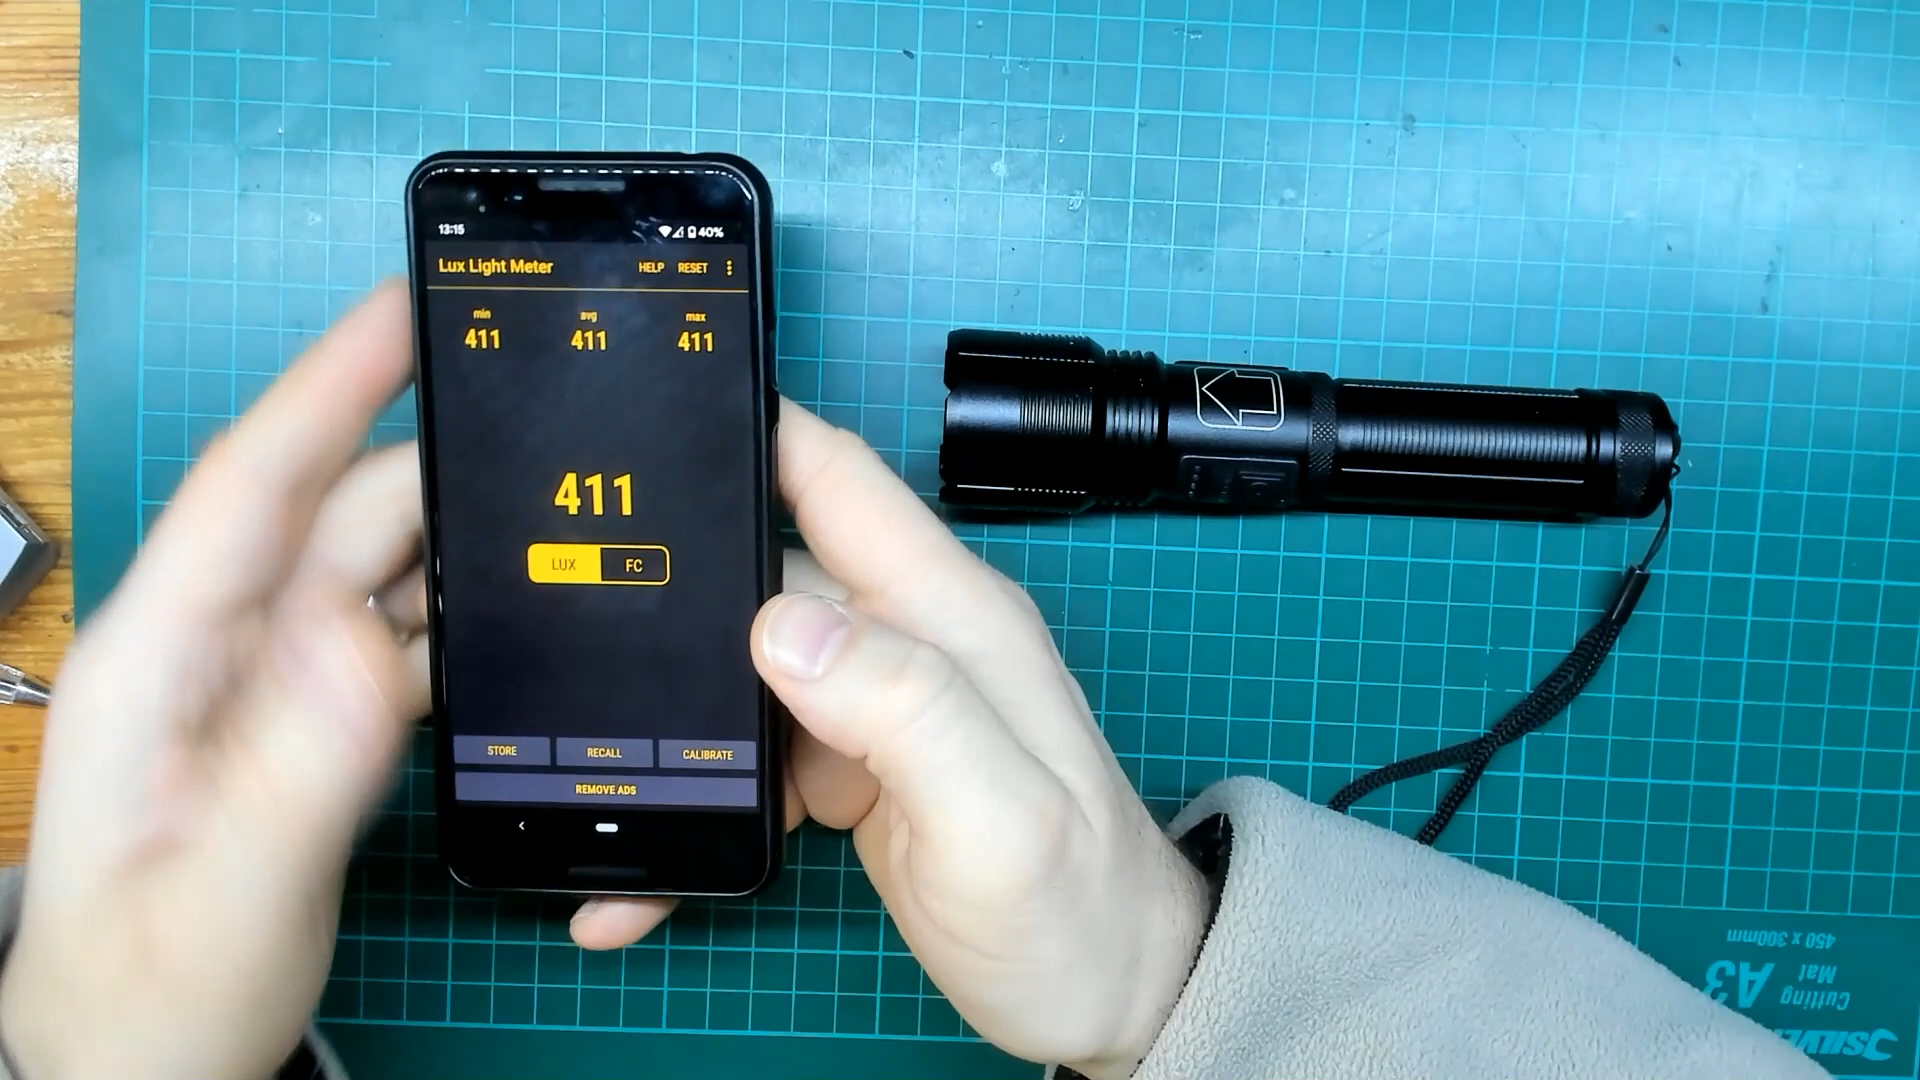 13:15 40%
Lux Light Meter HELP RESET
min avg max
411 411 411
411
LUX FC
STORE RECALL CALIBRATE
REMOVE ADS
450 x 300mm
A3
Cutting
Mat